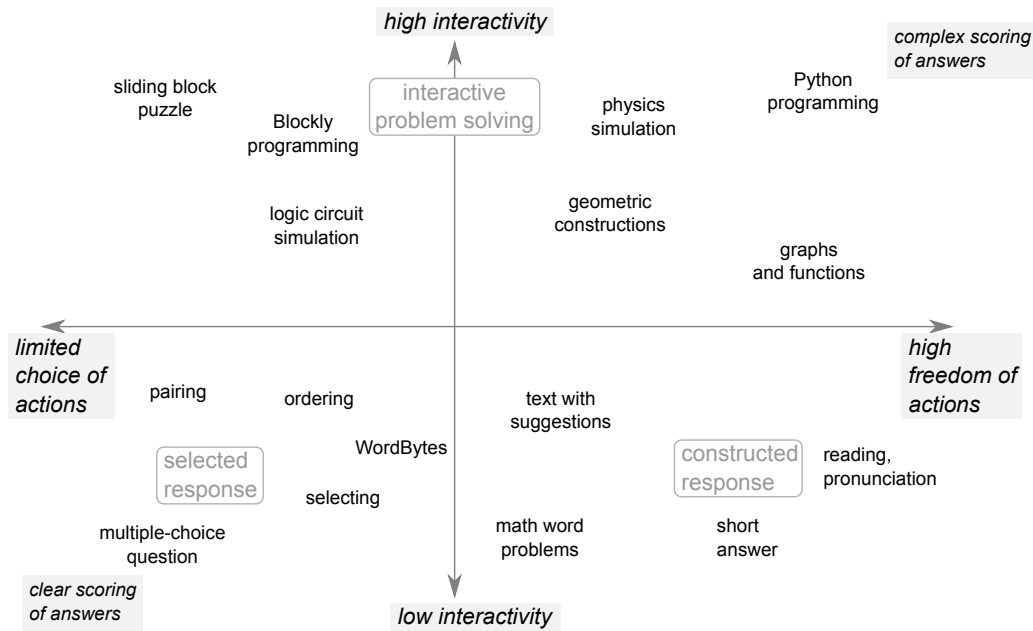 high interactivity
complex scoring
of answers
sliding block
puzzle
interactive
problem solving
Python
programming
physics
simulation
Blockly
programming
logic circuit
simulation
geometric
constructions
graphs
and functions
limited
choice of
actions
high
freedom of
actions
pairing
ordering
text with
suggestions
WordBytes
selected
response
constructed
response
reading,
pronunciation
selecting
multiple-choice
question
math word
problems
short
answer
clear scoring
of answers
low interactivity